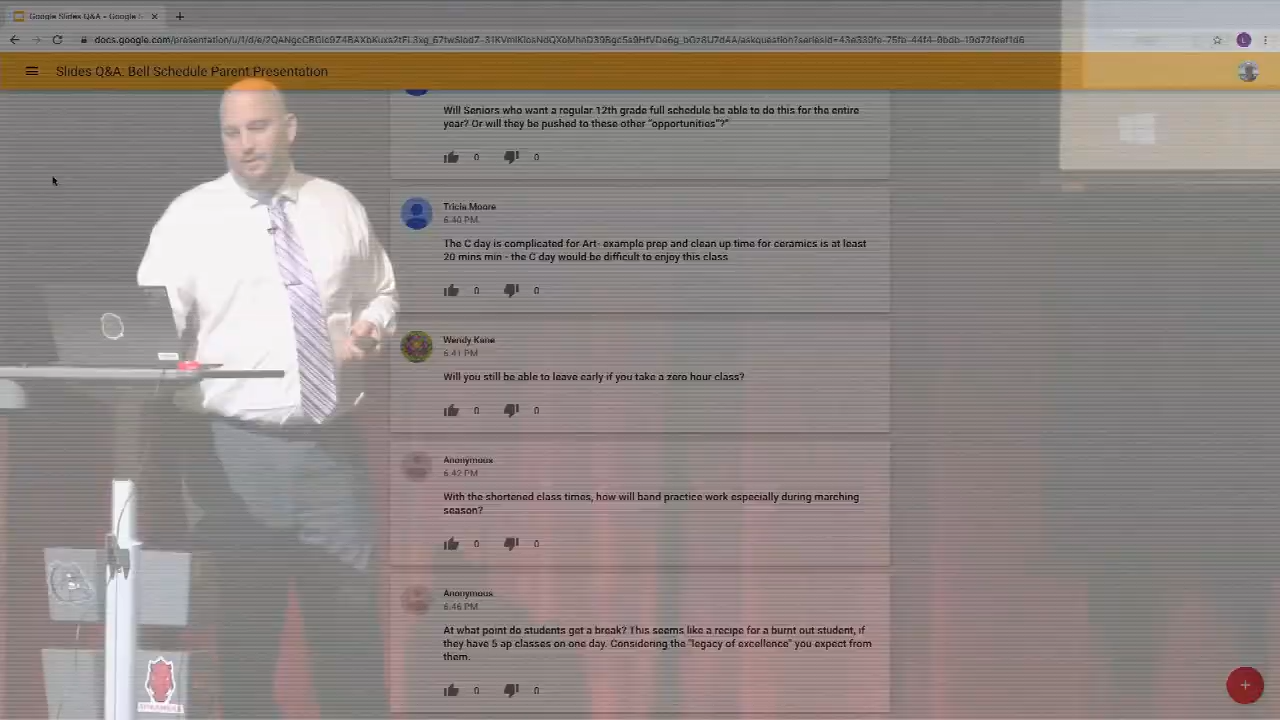 Google Slides Q&A - Google S
Slides Q&A: Bell Schedule Parent Presentation
Will Seniors who want a regular 12th grade full schedule be able to do this for the entire
year? Or will they be pushed to these other "opportunities"?"
0 0
Tricia Moore
6:40 PM
The C day is complicated for Art- example prep and clean up time for ceramics is at least
20 mins min - the C day would be difficult to enjoy this class
0 0
Wendy Kane
6:41 PM
Will you still be able to leave early if you take a zero hour class?
0 0
Anonymous
6:42 PM
With the shortened class times, how will band practice work especially during marching
season?
0 0
Anonymous
6:46 PM
At what point do students get a break? This seems like a recipe for a burnt out student, if
they have 5 ap classes on one day. Considering the "legacy of excellence" you expect from
them.
0 0